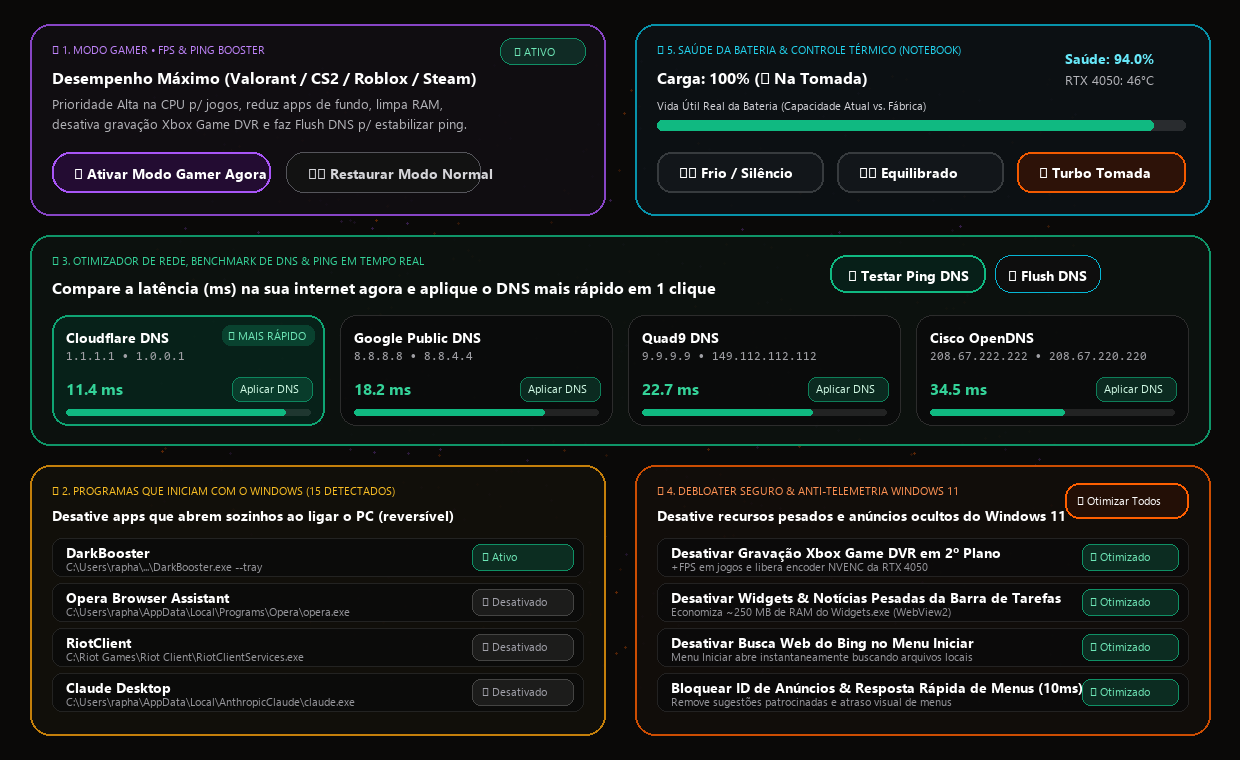 1. MODO GAMER • FPS & PING BOOSTER
ATIVO
Desempenho Máximo (Valorant / CS2 / Roblox / Steam)
Prioridade Alta na CPU p/ jogos, reduz apps de fundo, limpa RAM,
desativa gravação Xbox Game DVR e faz Flush DNS p/ estabilizar ping.
Ativar Modo Gamer Agora
Restaurar Modo Normal
5. SAÚDE DA BATERIA & CONTROLE TÉRMICO (NOTEBOOK)
Saúde: 94.0%
Carga: 100% (Na Tomada)
RTX 4050: 46°C
Vida Útil Real da Bateria (Capacidade Atual vs. Fábrica)
Frio / Silêncio
Equilibrado
Turbo Tomada
3. OTIMIZADOR DE REDE, BENCHMARK DE DNS & PING EM TEMPO REAL
Compare a latência (ms) na sua internet agora e aplique o DNS mais rápido em 1 clique
Testar Ping DNS
Flush DNS
Cloudflare DNS
MAIS RÁPIDO
1.1.1.1 • 1.0.0.1
11.4 ms
Aplicar DNS
Google Public DNS
8.8.8.8 • 8.8.4.4
18.2 ms
Aplicar DNS
Quad9 DNS
9.9.9.9 • 149.112.112.112
22.7 ms
Aplicar DNS
Cisco OpenDNS
208.67.222.222 • 208.67.220.220
34.5 ms
Aplicar DNS
2. PROGRAMAS QUE INICIAM COM O WINDOWS (15 DETECTADOS)
Desative apps que abrem sozinhos ao ligar o PC (reversível)
DarkBooster
C:\Users\rapha\...\DarkBooster.exe --tray
Ativo
Opera Browser Assistant
C:\Users\rapha\AppData\Local\Programs\Opera\opera.exe
Desativado
RiotClient
C:\Riot Games\Riot Client\RiotClientServices.exe
Desativado
Claude Desktop
C:\Users\rapha\AppData\Local\AnthropicClaude\claude.exe
Desativado
4. DEBLOATER SEGURO & ANTI-TELEMETRIA WINDOWS 11
Otimizar Todos
Desative recursos pesados e anúncios ocultos do Windows 11
Desativar Gravação Xbox Game DVR em 2º Plano
+FPS em jogos e libera encoder NVENC da RTX 4050
Otimizado
Desativar Widgets & Notícias Pesadas da Barra de Tarefas
Economiza ~250 MB de RAM do Widgets.exe (WebView2)
Otimizado
Desativar Busca Web do Bing no Menu Iniciar
Menu Iniciar abre instantaneamente buscando arquivos locais
Otimizado
Bloquear ID de Anúncios & Resposta Rápida de Menus (10ms)
Remove sugestões patrocinadas e atraso visual de menus
Otimizado